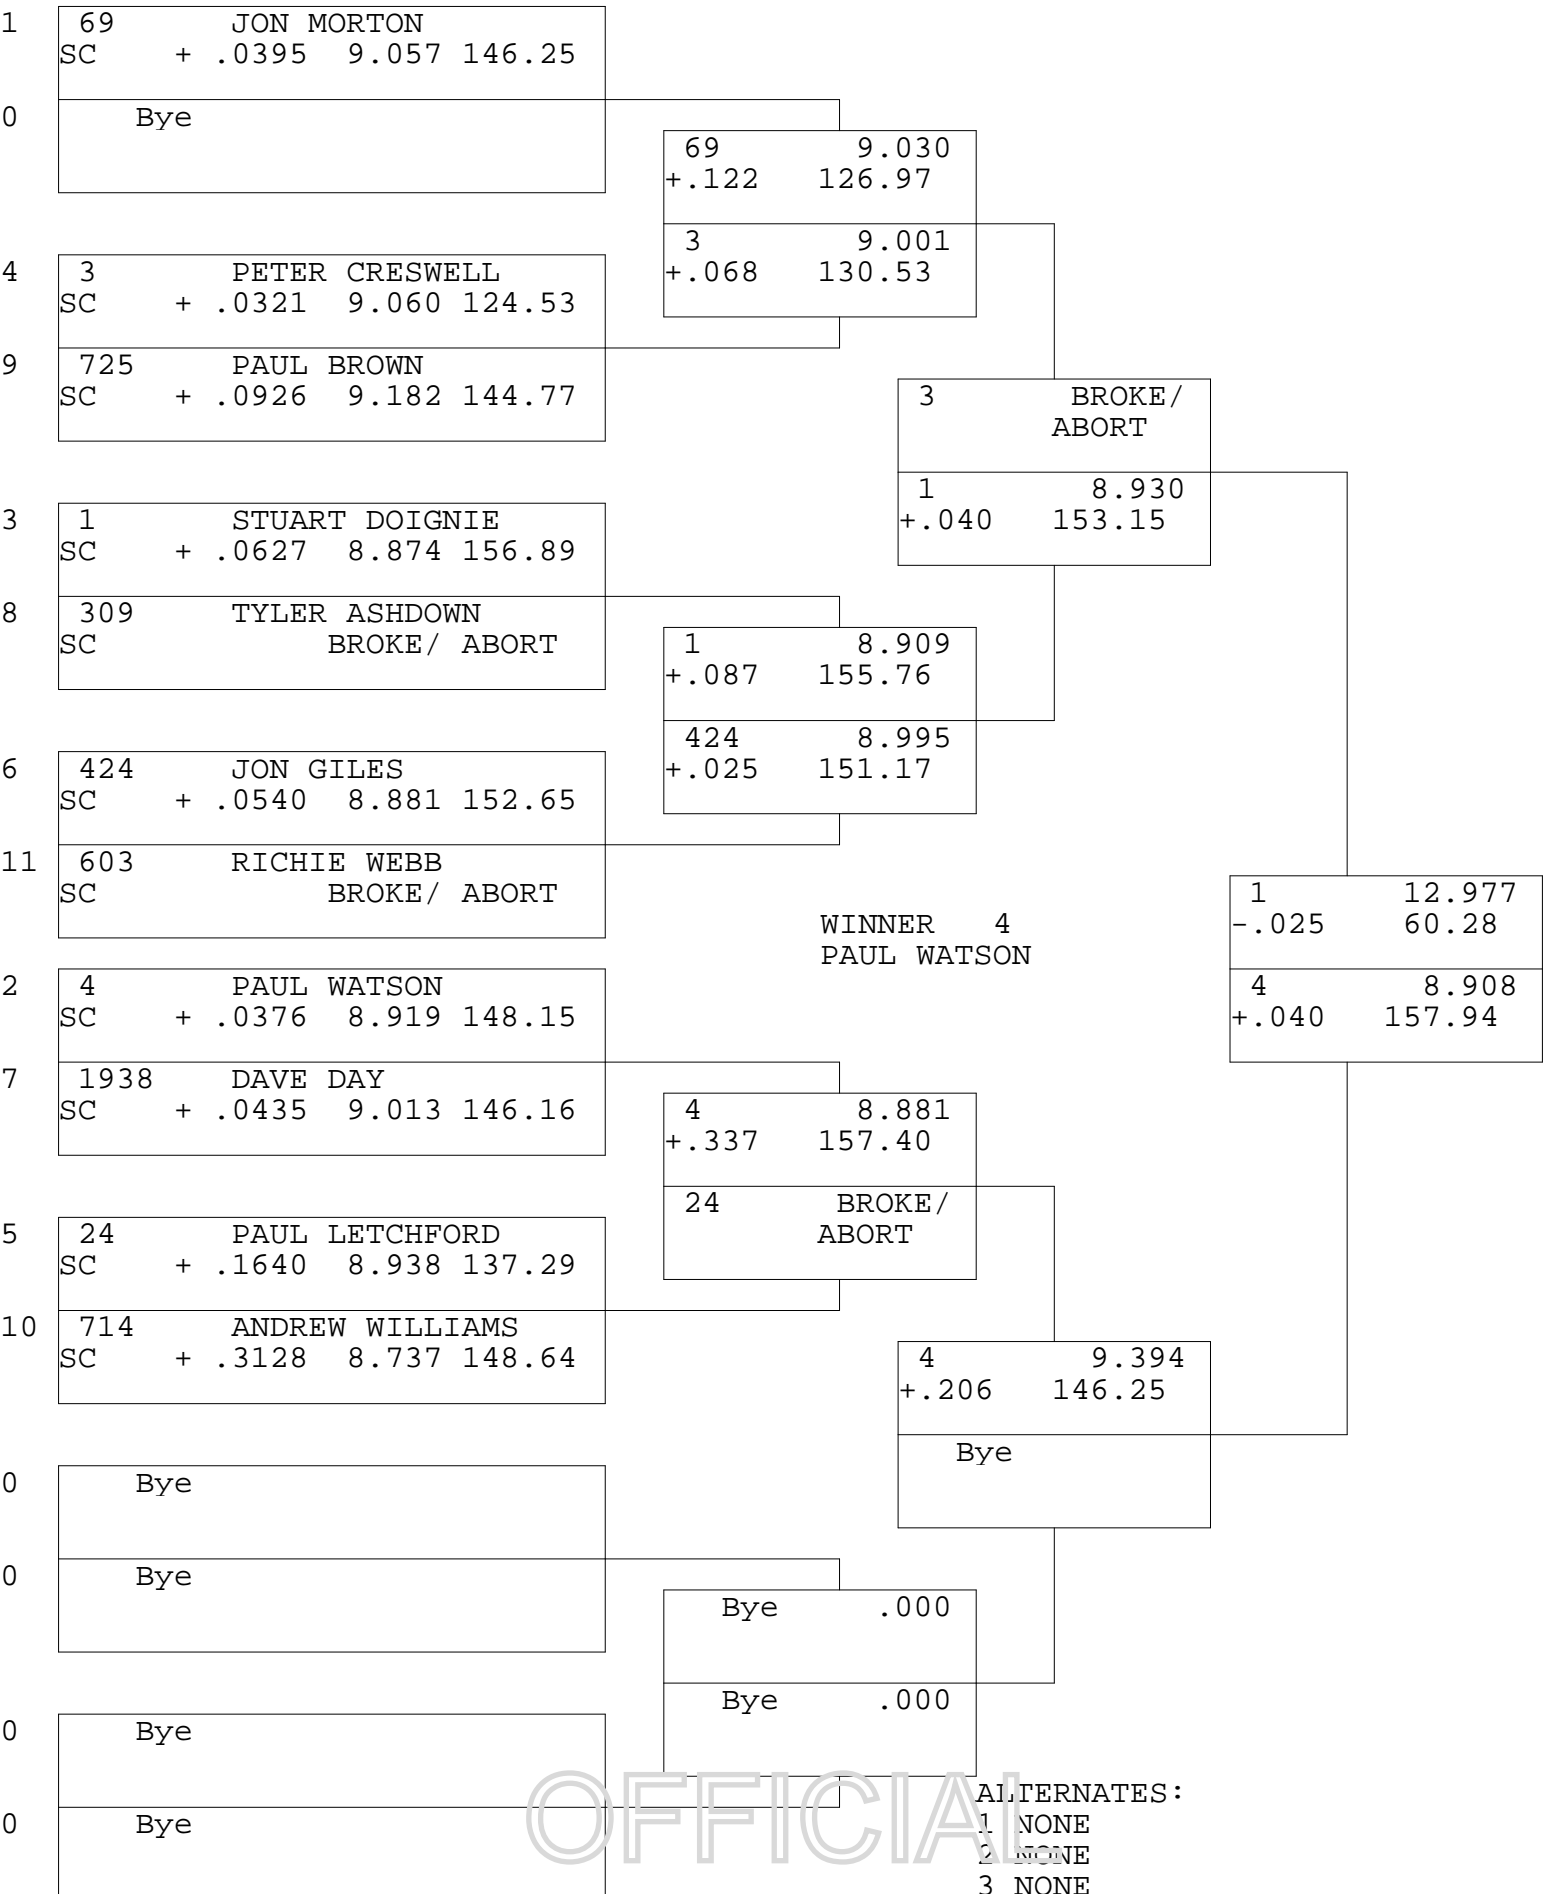 1 69 JON MORTON
SC + .0395 9.057 146.25
0 Bye
69 9.030
+.122 126.97
3 9.001
+.068 130.53
4 3 PETER CRESWELL
SC + .0321 9.060 124.53
9 725 PAUL BROWN
SC + .0926 9.182 144.77
3 BROKE/
ABORT
1 8.930
+.040 153.15
3 1 STUART DOIGNIE
SC + .0627 8.874 156.89
8 309 TYLER ASHDOWN
SC BROKE/ ABORT
1 8.909
+.087 155.76
424 8.995
+.025 151.17
6 424 JON GILES
SC + .0540 8.881 152.65
11 603 RICHIE WEBB
SC BROKE/ ABORT
WINNER 4
PAUL WATSON
1 12.977
-.025 60.28
4 8.908
+.040 157.94
2 4 PAUL WATSON
SC + .0376 8.919 148.15
7 1938 DAVE DAY
SC + .0435 9.013 146.16
4 8.881
+.337 157.40
24 BROKE/
ABORT
5 24 PAUL LETCHFORD
SC + .1640 8.938 137.29
10 714 ANDREW WILLIAMS
SC + .3128 8.737 148.64
4 9.394
+.206 146.25
Bye
0 Bye
0 Bye
Bye .000
Bye .000
0 Bye
0 Bye
OFFICIAL
ALTERNATES:
1 NONE
2 NONE
3 NONE